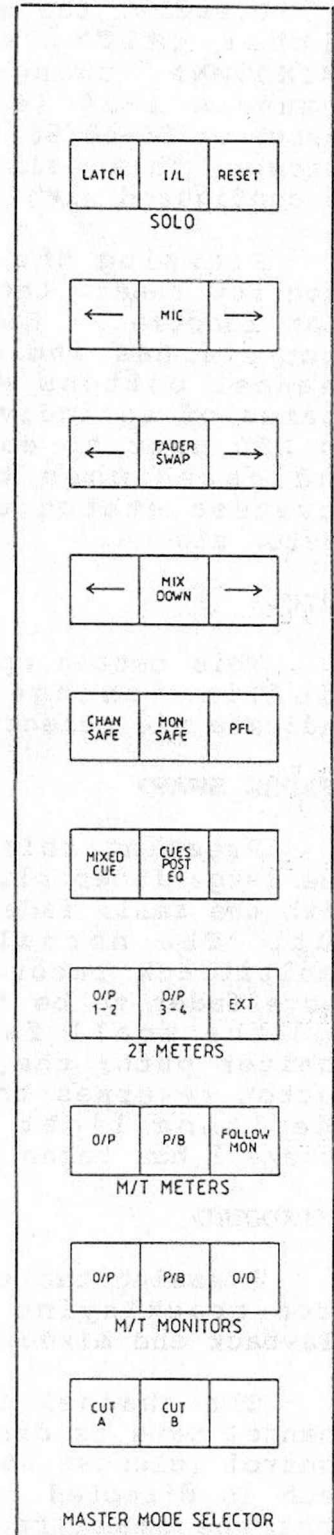 LATCH I/L RESET
SOLO
← MIC →
← FADER SWAP →
← MIX DOWN →
CHAN SAFE MON SAFE PFL
MIXED CUE CUES POST EQ
O/P 1-2 O/P 3-4 EXT
2T METERS
O/P P/B FOLLOW MON
M/T METERS
O/P P/B O/D
M/T MONITORS
CUT A CUT B
MASTER MODE SELECTOR